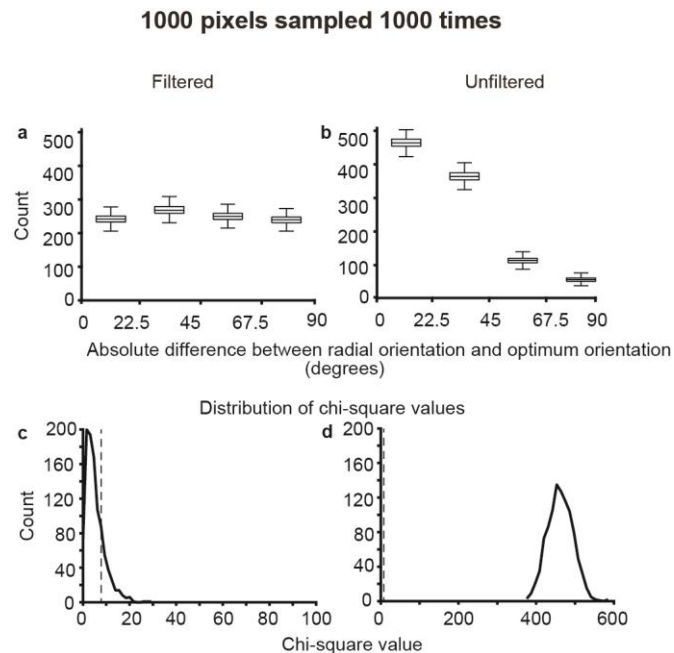 1000 pixels sampled 1000 times
Filtered
Unfiltered
a
500
400
300
200
100
0
Count
0 22.5 45 67.5 90
b
500
400
300
200
100
0
0 22.5 45 67.5 90
Absolute difference between radial orientation and optimum orientation
(degrees)
Distribution of chi-square values
c
200
160
120
80
40
0
Count
0 20 40 60 80 100
d
200
160
120
80
40
0
0 200 400 600
Chi-square value